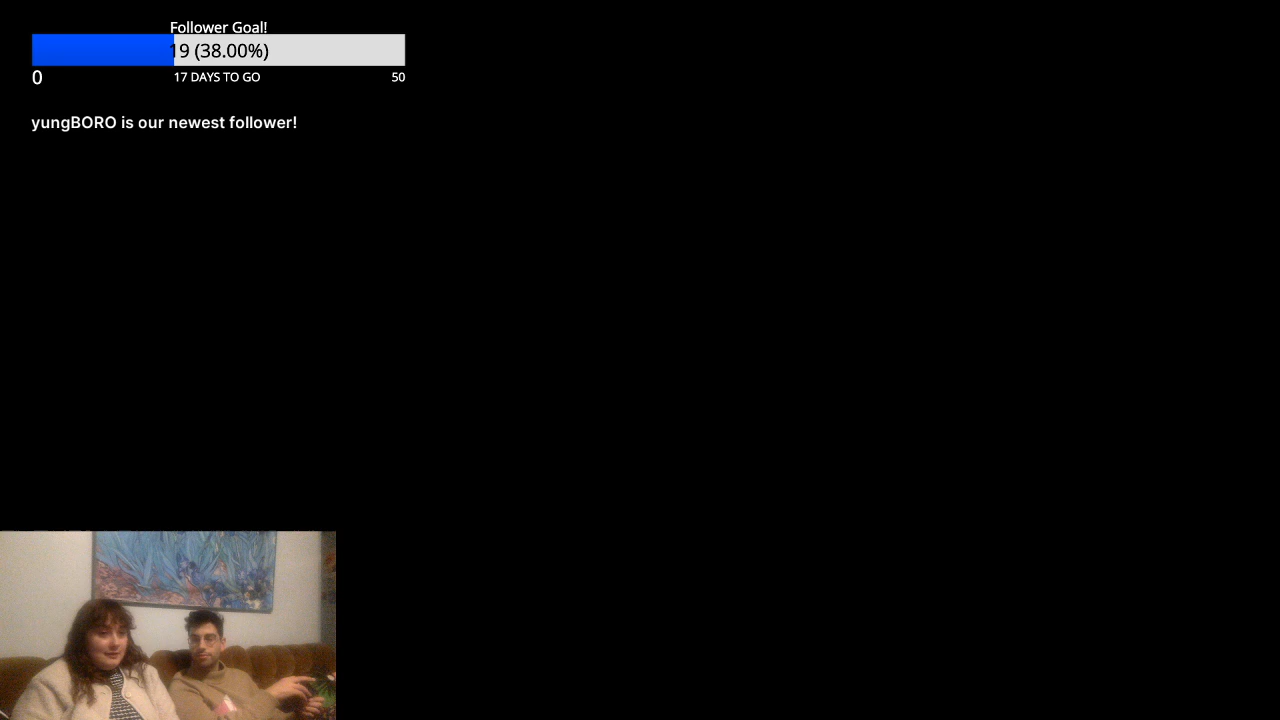 Follower Goal!
19 (38.00%)
0
17 DAYS TO GO
50
yungBORO is our newest follower!